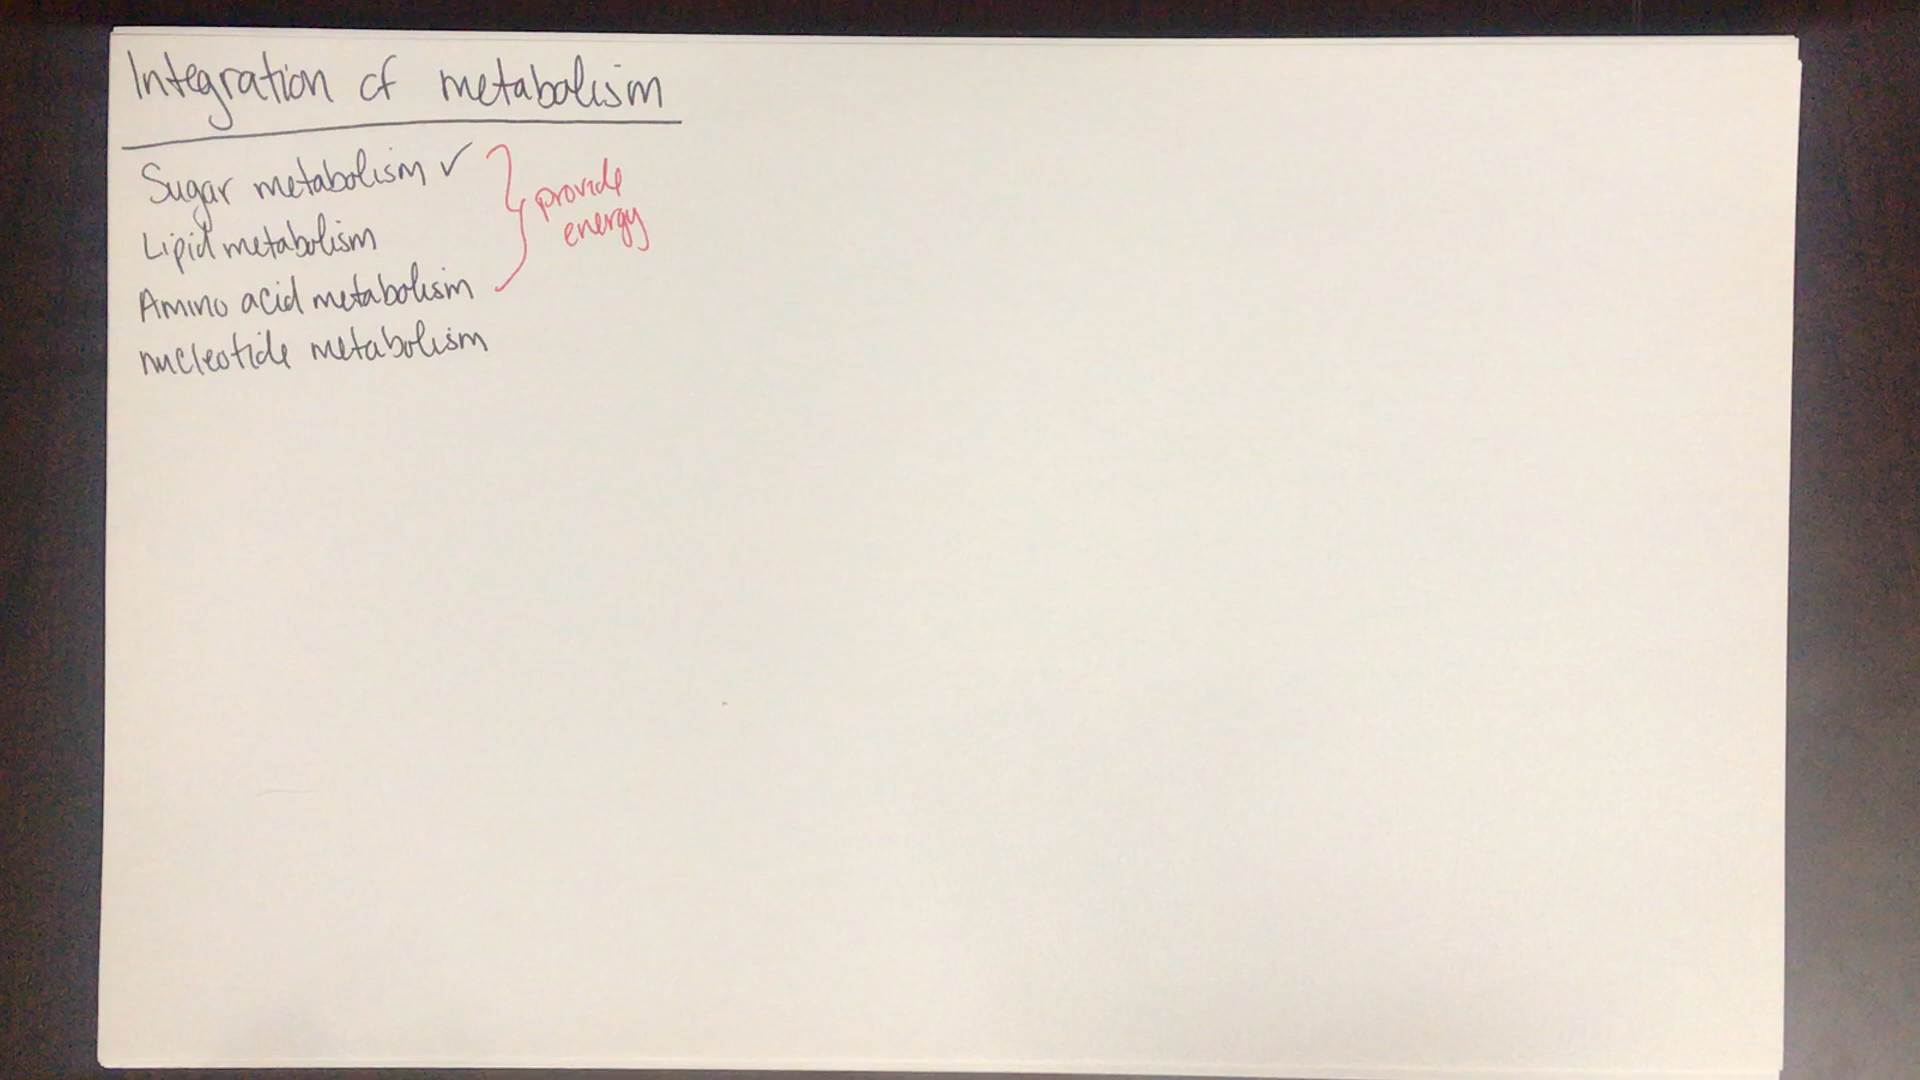 Integration of metabolism
Sugar metabolism ✓
Lipid metabolism
Amino acid metabolism
nucleotide metabolism
provide
energy